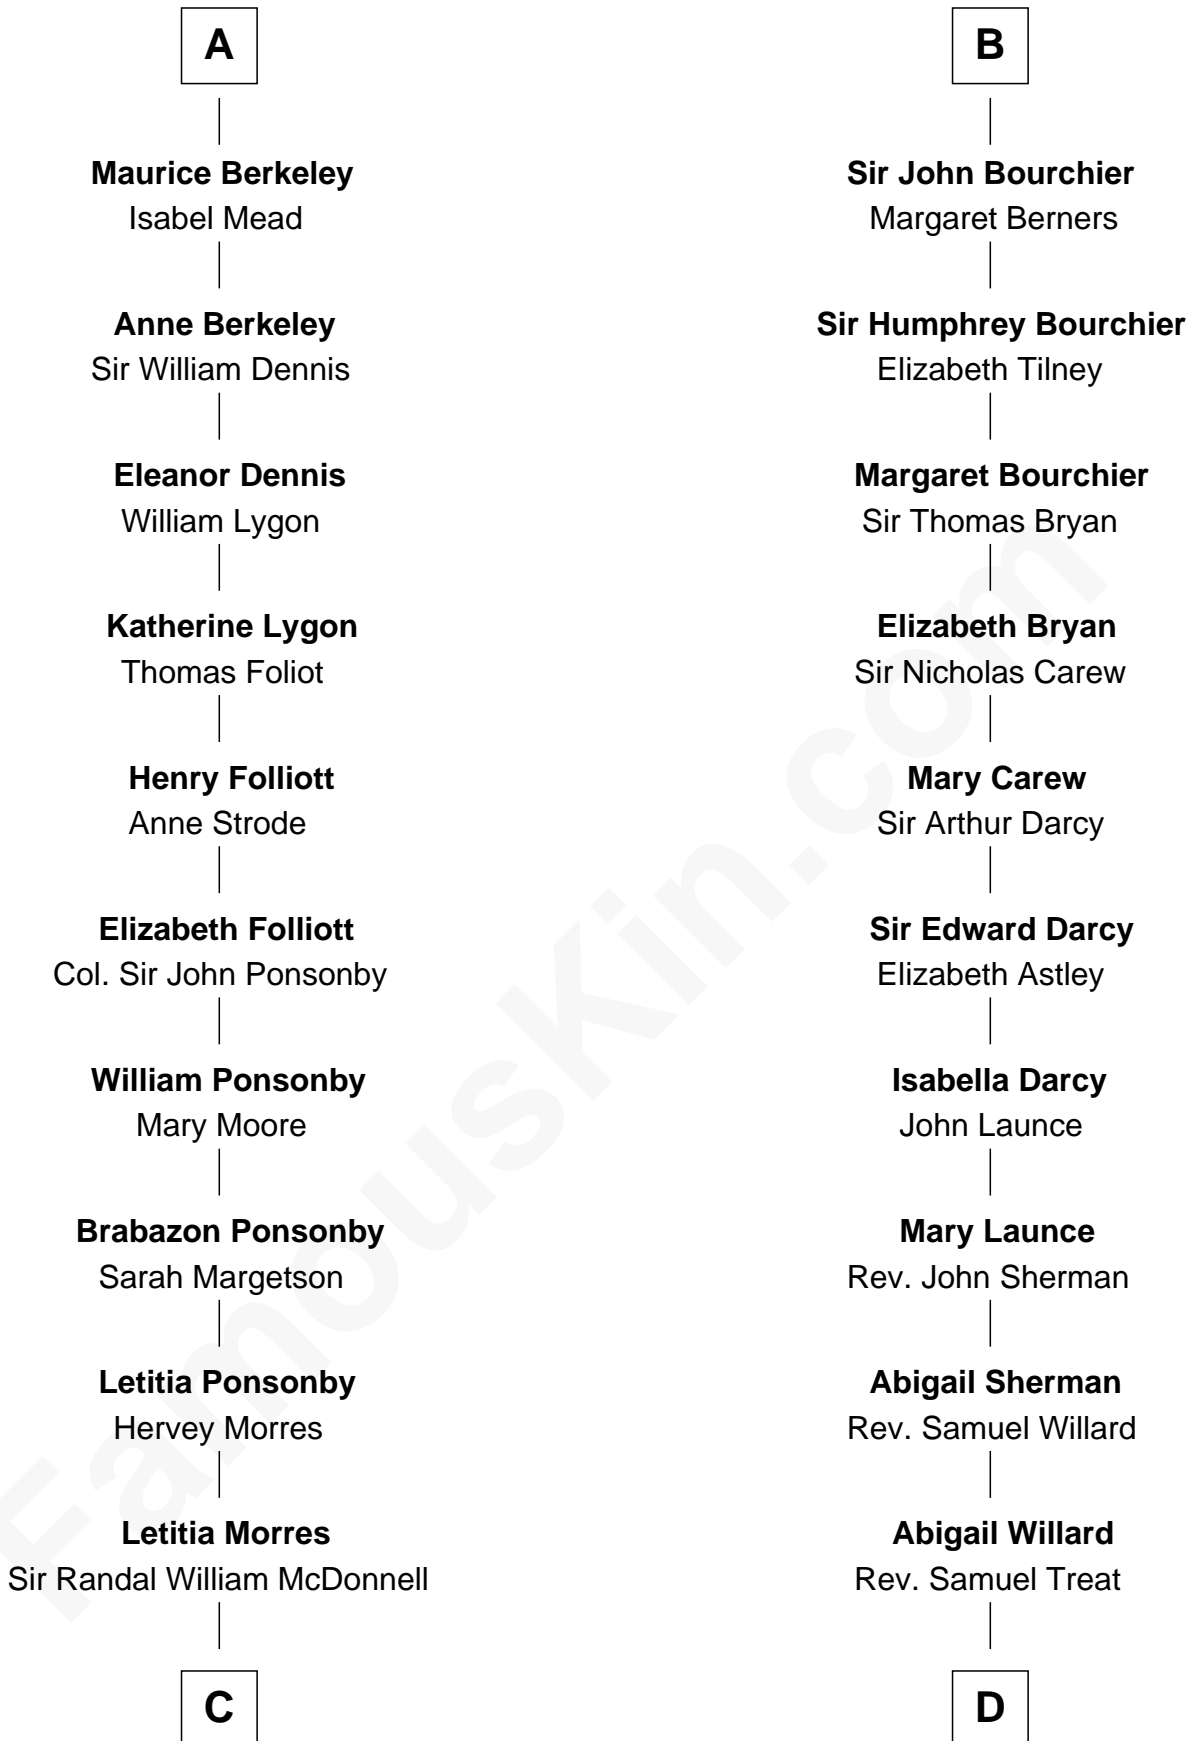 A
Maurice Berkeley
Isabel Mead
Anne Berkeley
Sir William Dennis
Eleanor Dennis
William Lygon
Katherine Lygon
Thomas Foliot
Henry Folliott
Anne Strode
Elizabeth Folliott
Col. Sir John Ponsonby
William Ponsonby
Mary Moore
Brabazon Ponsonby
Sarah Margetson
Letitia Ponsonby
Hervey Morres
Letitia Morres
Sir Randal William McDonnell
C
B
Sir John Bourchier
Margaret Berners
Sir Humphrey Bourchier
Elizabeth Tilney
Margaret Bourchier
Sir Thomas Bryan
Elizabeth Bryan
Sir Nicholas Carew
Mary Carew
Sir Arthur Darcy
Sir Edward Darcy
Elizabeth Astley
Isabella Darcy
John Launce
Mary Launce
Rev. John Sherman
Abigail Sherman
Rev. Samuel Willard
Abigail Willard
Rev. Samuel Treat
D
FamousKin.com